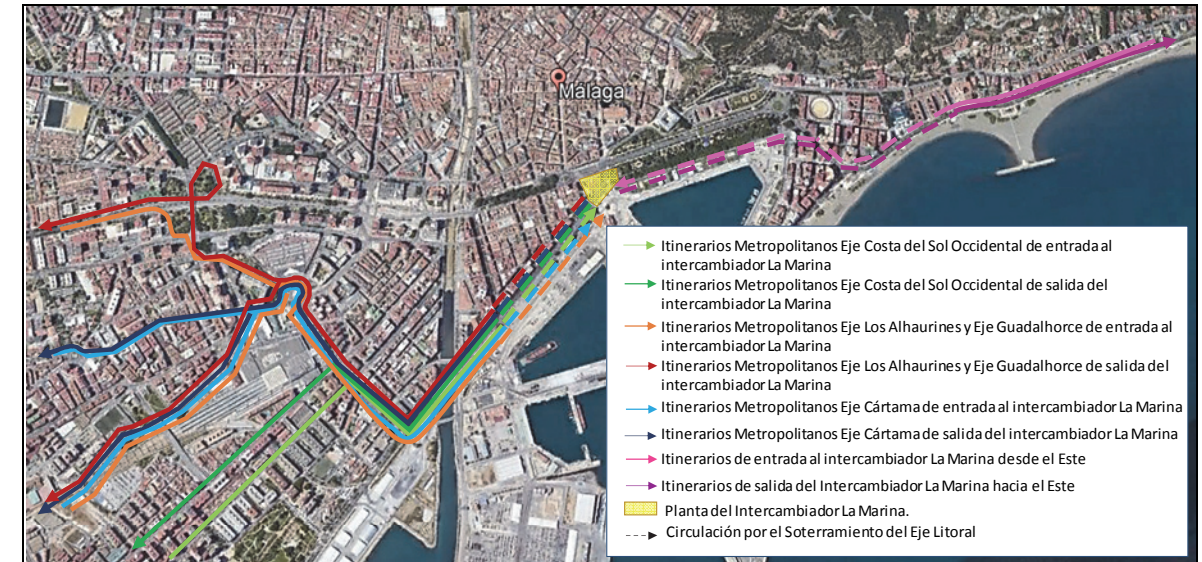 Málaga
Itinerarios Metropolitanos Eje Costa del Sol Occidental de entrada al
intercambiador La Marina
Itinerarios Metropolitanos Eje Costa del Sol Occidental de salida del
intercambiador La Marina
Itinerarios Metropolitanos Eje Los Alhaurines y Eje Guadalhorce de entrada al
intercambiador La Marina
Itinerarios Metropolitanos Eje Los Alhaurines y Eje Guadalhorce de salida del
intercambiador La Marina
Itinerarios Metropolitanos Eje Cártama de entrada al intercambiador La Marina
Itinerarios Metropolitanos Eje Cártama de salida del intercambiador La Marina
Itinerarios de entrada al intercambiador La Marina desde el Este
Itinerarios de salida del Intercambiador La Marina hacia el Este
Planta del Intercambiador La Marina.
Circulación por el Soterramiento del Eje Litoral